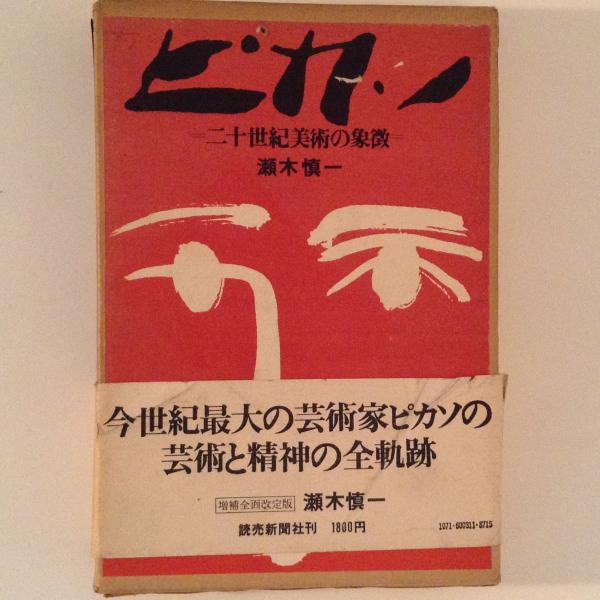 ピカソ
=二十世紀美術の象徴=
瀬木慎一
今世紀最大の芸術家ピカソの
芸術と精神の全軌跡
増補全面改定版 瀬木慎一
読売新聞社刊 1800円
1071-600311-8715